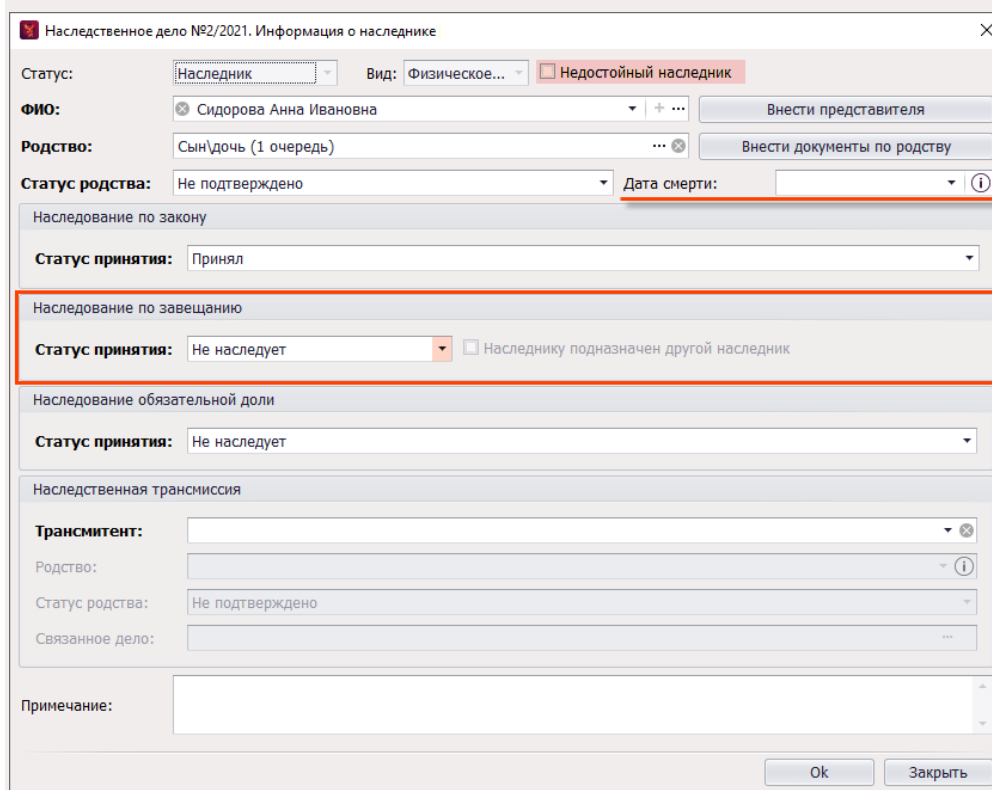 Наследственное дело №2/2021. Информация о наследнике
Статус: Наследник Вид: Физическое... Недостойный наследник
ФИО: Сидорова Анна Ивановна Внести представителя
Родство: Сын\дочь (1 очередь) Внести документы по родству
Статус родства: Не подтверждено Дата смерти:
Наследование по закону
Статус принятия: Принял
Наследование по завещанию
Статус принятия: Не наследует Наследнику подназначен другой наследник
Наследование обязательной доли
Статус принятия: Не наследует
Наследственная трансмиссия
Трансмитент:
Родство:
Статус родства: Не подтверждено
Связанное дело:
Примечание:
Ok Закрыть